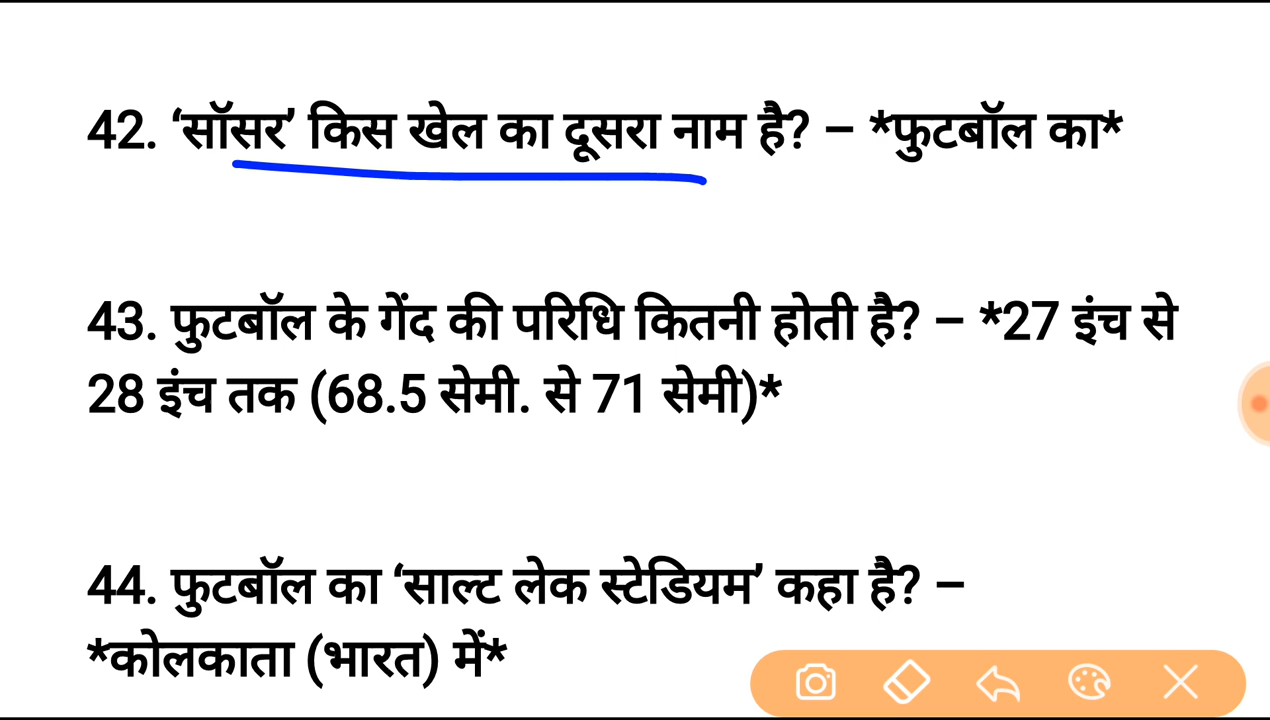 42. ‘सॉसर’ किस खेल का दूसरा नाम है? – *फुटबॉल का*
43. फुटबॉल के गेंद की परिधि कितनी होती है? – *27 इंच से
28 इंच तक (68.5 सेमी. से 71 सेमी)*
44. फुटबॉल का ‘साल्ट लेक स्टेडियम’ कहा है? –
*कोलकाता (भारत) में*